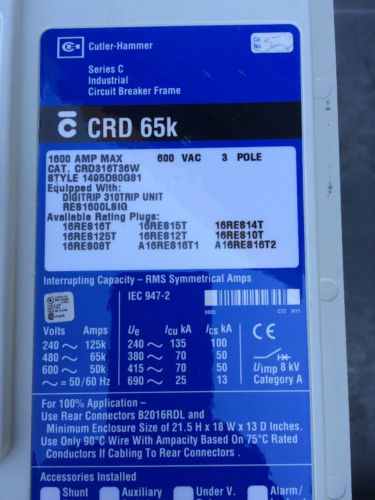 Cutler-Hammer
Series C
Industrial
Circuit Breaker Frame
C CRD 65k
1600 AMP MAX 600 VAC 3 POLE
CAT. CRD316T36W
STYLE 1495D80G81
Equipped With:
DIGITRIP 310TRIP UNIT
RES1600LSIG
Available Rating Plugs:
16RES16T 16RES15T 16RES14T
16RES125T 16RES12T 16RES10T
16RES08T A16RES16T1 A16RES16T2
Interrupting Capacity – RMS Symmetrical Amps
IEC 947-2
Volts Amps Ue Icu kA Ics kA
240 ~ 125k 240 ~ 135 100
480 ~ 65k 380 ~ 70 50
600 ~ 50k 415 ~ 70 50
~ = 50/60 Hz 690 ~ 25 13
CE
Uimp 8 kV
Category A
For 100% Application –
Use Rear Connectors B2016RDL and
Minimum Enclosure Size of 21.5 H x 18 W x 13 D Inches.
Use Only 90°C Wire With Ampacity Based On 75°C Rated
Conductors If Cabling To Rear Connectors .
Accessories Installed
Shunt Auxiliary Under V. Alarm/